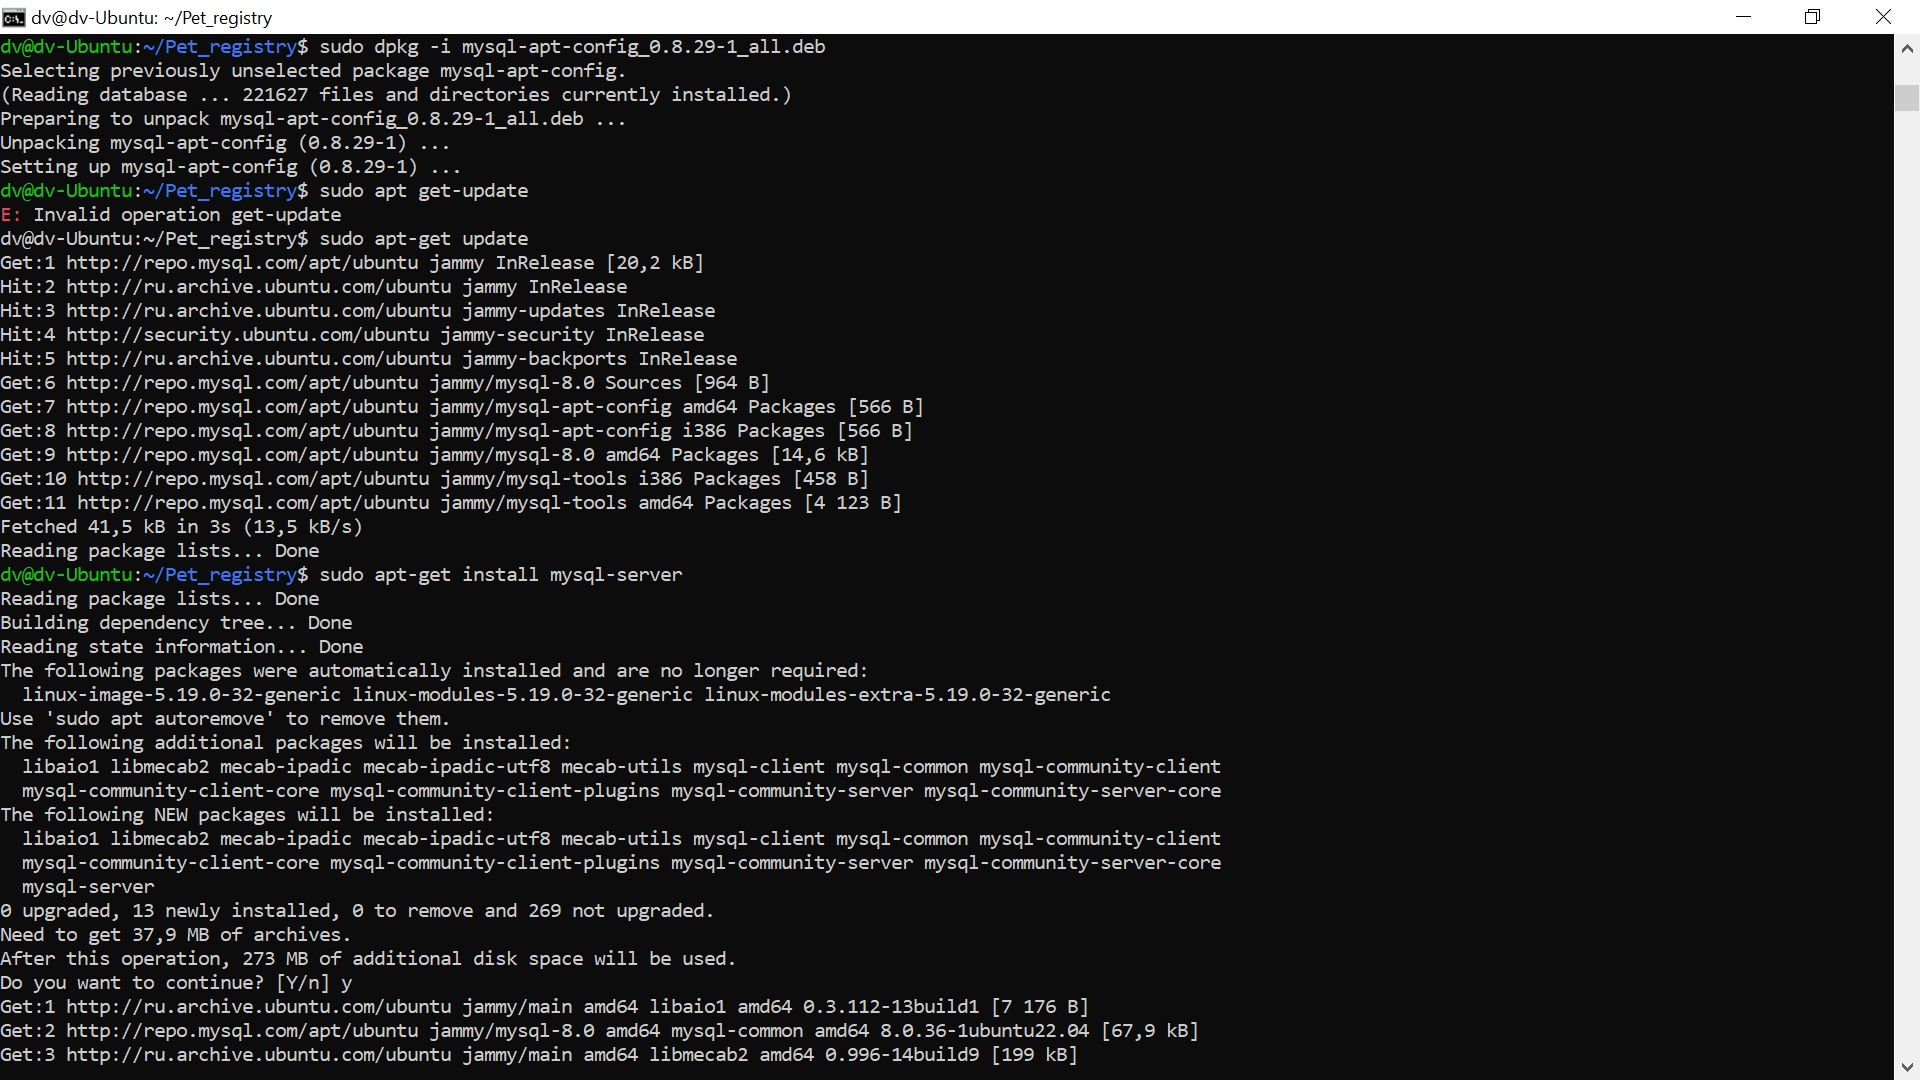 dv@dv-Ubuntu: ~/Pet_registry
dv@dv-Ubuntu:~/Pet_registry$ sudo dpkg -i mysql-apt-config_0.8.29-1_all.deb
Selecting previously unselected package mysql-apt-config.
(Reading database ... 221627 files and directories currently installed.)
Preparing to unpack mysql-apt-config_0.8.29-1_all.deb ...
Unpacking mysql-apt-config (0.8.29-1) ...
Setting up mysql-apt-config (0.8.29-1) ...
dv@dv-Ubuntu:~/Pet_registry$ sudo apt get-update
E: Invalid operation get-update
dv@dv-Ubuntu:~/Pet_registry$ sudo apt-get update
Get:1 http://repo.mysql.com/apt/ubuntu jammy InRelease [20,2 kB]
Hit:2 http://ru.archive.ubuntu.com/ubuntu jammy InRelease
Hit:3 http://ru.archive.ubuntu.com/ubuntu jammy-updates InRelease
Hit:4 http://security.ubuntu.com/ubuntu jammy-security InRelease
Hit:5 http://ru.archive.ubuntu.com/ubuntu jammy-backports InRelease
Get:6 http://repo.mysql.com/apt/ubuntu jammy/mysql-8.0 Sources [964 B]
Get:7 http://repo.mysql.com/apt/ubuntu jammy/mysql-apt-config amd64 Packages [566 B]
Get:8 http://repo.mysql.com/apt/ubuntu jammy/mysql-apt-config i386 Packages [566 B]
Get:9 http://repo.mysql.com/apt/ubuntu jammy/mysql-8.0 amd64 Packages [14,6 kB]
Get:10 http://repo.mysql.com/apt/ubuntu jammy/mysql-tools i386 Packages [458 B]
Get:11 http://repo.mysql.com/apt/ubuntu jammy/mysql-tools amd64 Packages [4 123 B]
Fetched 41,5 kB in 3s (13,5 kB/s)
Reading package lists... Done
dv@dv-Ubuntu:~/Pet_registry$ sudo apt-get install mysql-server
Reading package lists... Done
Building dependency tree... Done
Reading state information... Done
The following packages were automatically installed and are no longer required:
  linux-image-5.19.0-32-generic linux-modules-5.19.0-32-generic linux-modules-extra-5.19.0-32-generic
Use 'sudo apt autoremove' to remove them.
The following additional packages will be installed:
  libaio1 libmecab2 mecab-ipadic mecab-ipadic-utf8 mecab-utils mysql-client mysql-common mysql-community-client
  mysql-community-client-core mysql-community-client-plugins mysql-community-server mysql-community-server-core
The following NEW packages will be installed:
  libaio1 libmecab2 mecab-ipadic mecab-ipadic-utf8 mecab-utils mysql-client mysql-common mysql-community-client
  mysql-community-client-core mysql-community-client-plugins mysql-community-server mysql-community-server-core
  mysql-server
0 upgraded, 13 newly installed, 0 to remove and 269 not upgraded.
Need to get 37,9 MB of archives.
After this operation, 273 MB of additional disk space will be used.
Do you want to continue? [Y/n] y
Get:1 http://ru.archive.ubuntu.com/ubuntu jammy/main amd64 libaio1 amd64 0.3.112-13build1 [7 176 B]
Get:2 http://repo.mysql.com/apt/ubuntu jammy/mysql-8.0 amd64 mysql-common amd64 8.0.36-1ubuntu22.04 [67,9 kB]
Get:3 http://ru.archive.ubuntu.com/ubuntu jammy/main amd64 libmecab2 amd64 0.996-14build9 [199 kB]